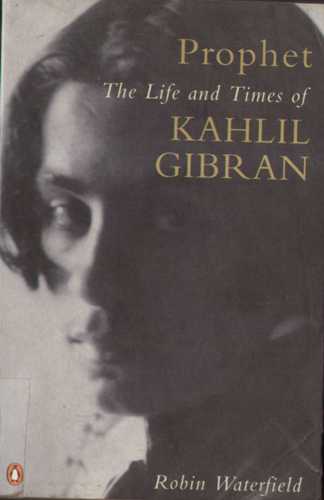 Prophet
The Life and Times of
KAHLIL
GIBRAN
Robin Waterfield